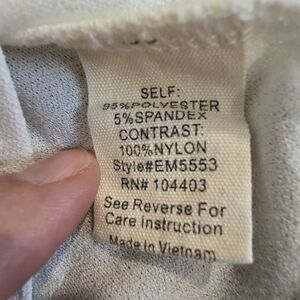 SELF:
95%POLYESTER
5%SPANDEX
CONTRAST:
100%NYLON
Style#EM5553
RN# 104403
See Reverse For
Care Instruction
Made In Vietnam